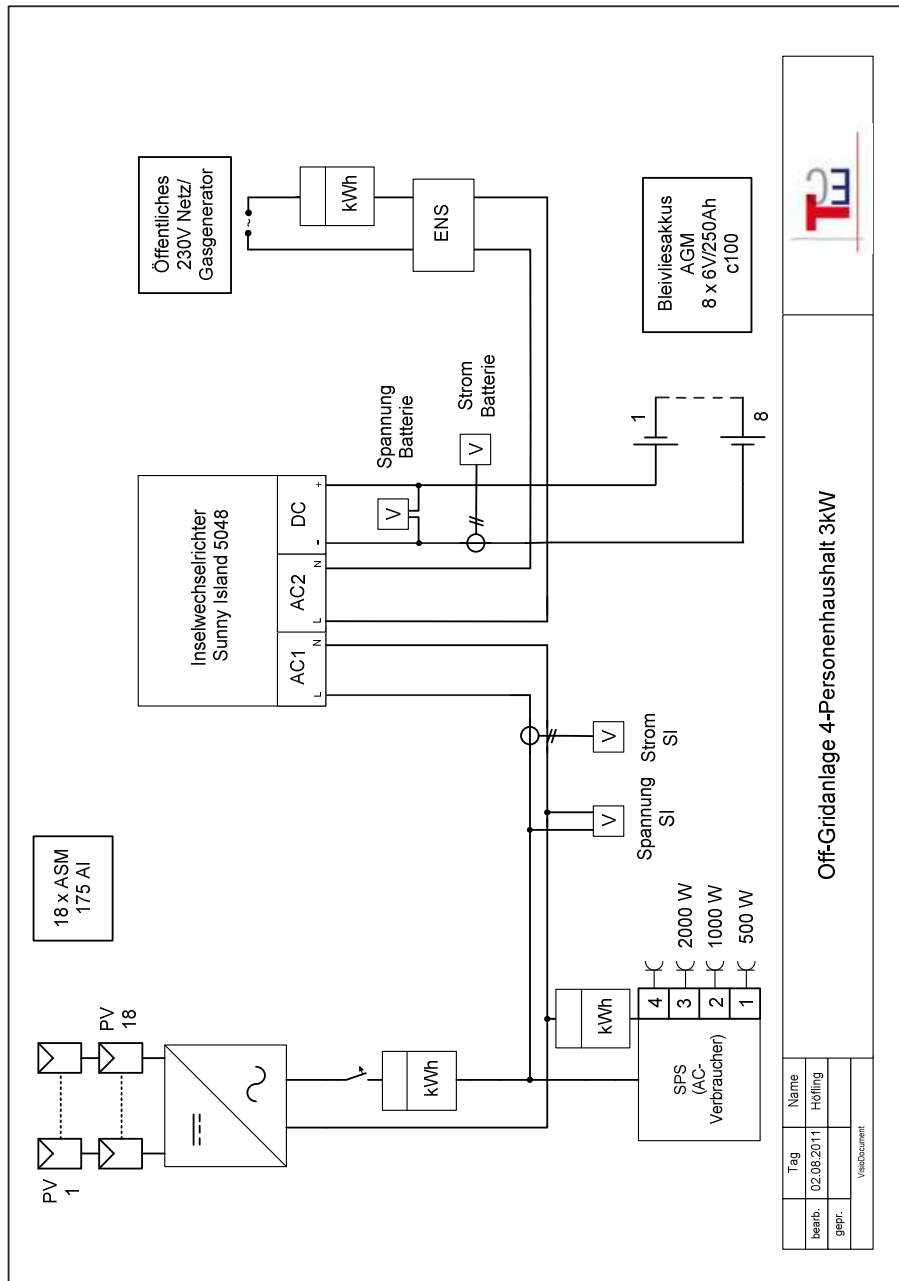 Öffentliches
230V Netz/
Gasgenerator
~
kWh
ENS
Inselwechselrichter
Sunny Island 5048
AC1
AC2
DC
L
N
L
N
-
+
Spannung
Batterie
V
Strom
Batterie
V
Bleivliesakkus
AGM
8 x 6V/250Ah
c100
1
8
18 x ASM
175 AI
PV
1
PV
18
kWh
V
Spannung
SI
V
Strom
SI
kWh
SPS
(AC-
Verbraucher)
4
3
2000 W
2
1000 W
1
500 W
Tag
Name
bearb.
02.08.2011
Höfling
gepr.
VisioDocument
Off-Gridanlage 4-Personenhaushalt 3kW
TEC